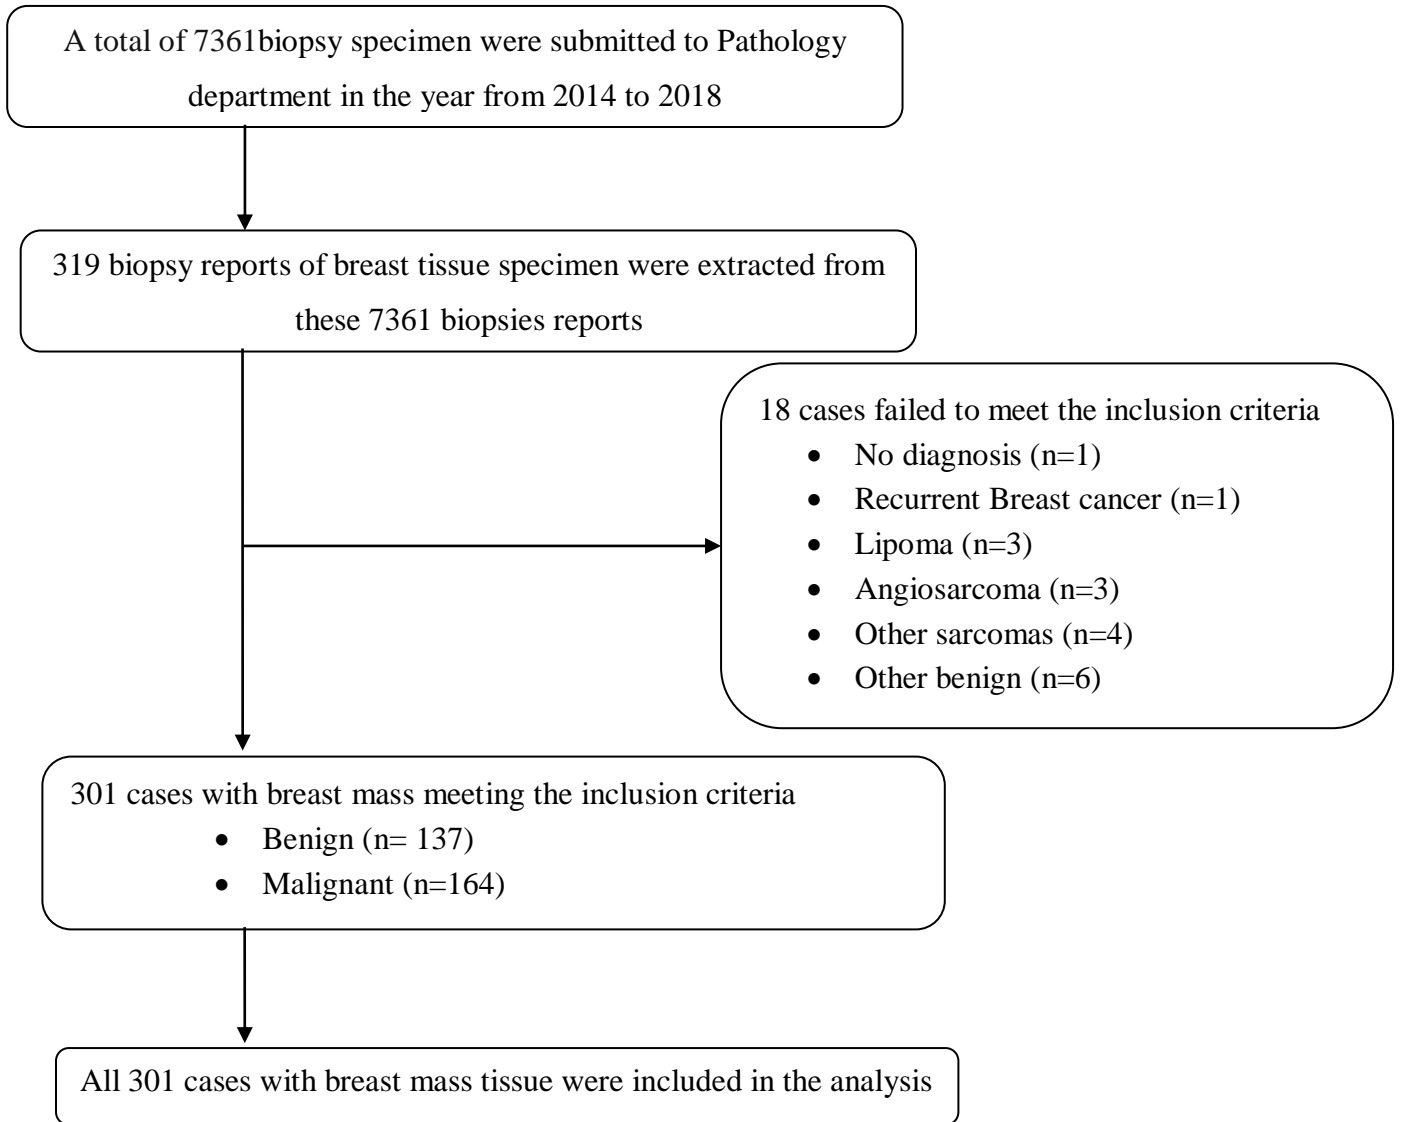 A total of 7361biopsy specimen were submitted to Pathology
department in the year from 2014 to 2018
319 biopsy reports of breast tissue specimen were extracted from
these 7361 biopsies reports
18 cases failed to meet the inclusion criteria
• No diagnosis (n=1)
• Recurrent Breast cancer (n=1)
• Lipoma (n=3)
• Angiosarcoma (n=3)
• Other sarcomas (n=4)
• Other benign (n=6)
301 cases with breast mass meeting the inclusion criteria
• Benign (n= 137)
• Malignant (n=164)
All 301 cases with breast mass tissue were included in the analysis